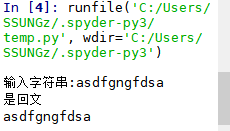 In [4]: runfile('C:/Users/
SSUNGz/.spyder-py3/
temp.py', wdir='C:/Users/
SSUNGz/.spyder-py3')
输入字符串:asdfgngfdsa
是回文
asdfgngfdsa